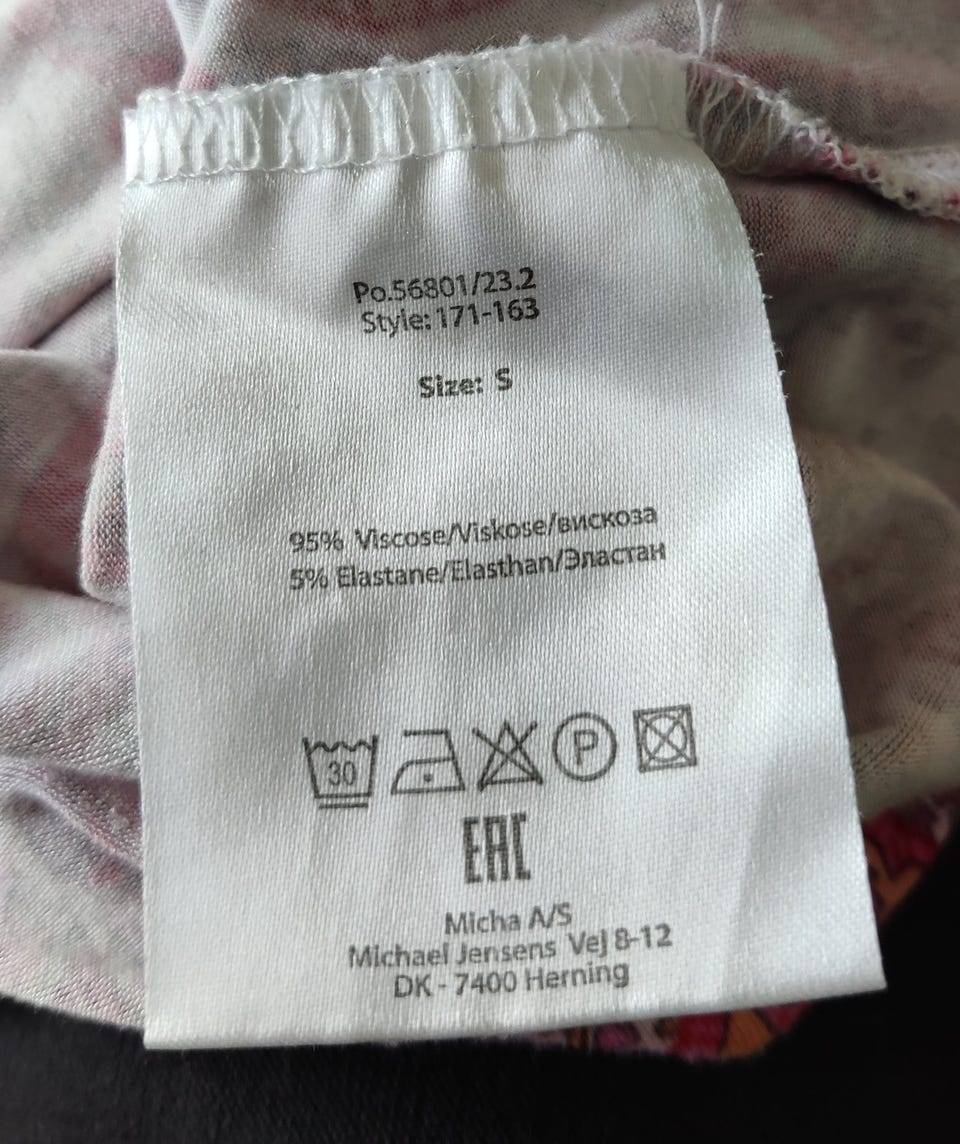 Po.56801/23.2
Style: 171-163
Size: S
95% Viscose/Viskose/вискоза
5% Elastane/Elasthan/Эластан
30 P
EAC
Micha A/S
Michael Jensens Vej 8-12
DK - 7400 Herning